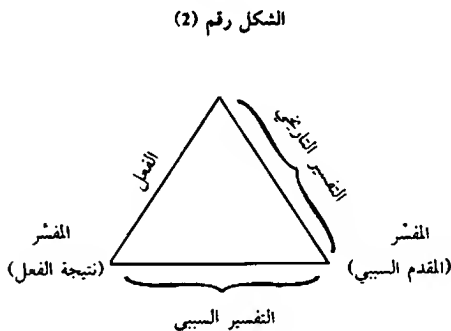 الشكل رقم (2)
التفسير التاريخي
الفعل
المفسّر
(المقدم السببي)
المفسّر
(نتيجة الفعل)
التفسير السببي